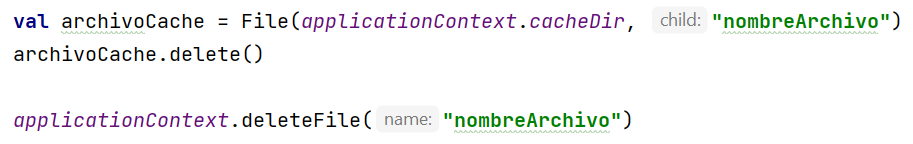 val archivoCache = File(applicationContext.cacheDir, child: "nombreArchivo")
archivoCache.delete()
applicationContext.deleteFile(name: "nombreArchivo")